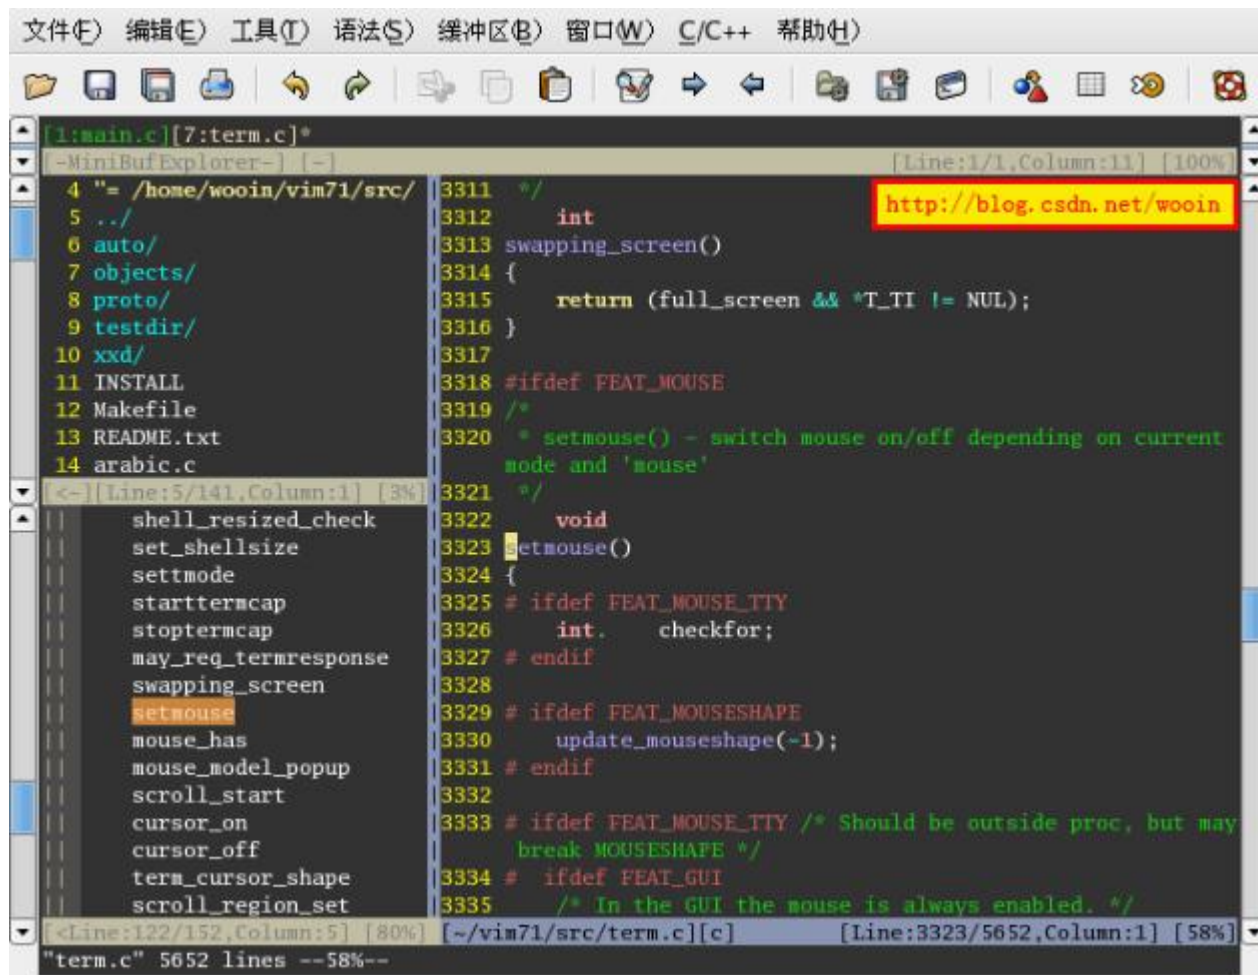 文件(F) 编辑(E) 工具(T) 语法(S) 缓冲区(B) 窗口(W) C/C++ 帮助(H)
[1:main.c][7:term.c]*
[-MiniBufExplorer-] [-] [Line:1/1,Column:11] [100%]
4 "= /home/wooin/vim71/src/
5 ../
6 auto/
7 objects/
8 proto/
9 testdir/
10 xxd/
11 INSTALL
12 Makefile
13 README.txt
14 arabic.c
[<-][Line:5/141,Column:1] [3%]
shell_resized_check
set_shellsize
settmode
starttermcap
stoptermcap
may_req_termresponse
swapping_screen
setmouse
mouse_has
mouse_model_popup
scroll_start
cursor_on
cursor_off
term_cursor_shape
scroll_region_set
[<Line:122/152,Column:5] [80%]
http://blog.csdn.net/wooin
3311 */
3312 int
3313 swapping_screen()
3314 {
3315 return (full_screen && *T_TI != NUL);
3316 }
3317
3318 #ifdef FEAT_MOUSE
3319 /*
3320 * setmouse() - switch mouse on/off depending on current
mode and 'mouse'
3321 */
3322 void
3323 setmouse()
3324 {
3325 # ifdef FEAT_MOUSE_TTY
3326 int. checkfor;
3327 # endif
3328
3329 # ifdef FEAT_MOUSESHAPE
3330 update_mouseshape(-1);
3331 # endif
3332
3333 # ifdef FEAT_MOUSE_TTY /* Should be outside proc, but may
break MOUSESHAPE */
3334 # ifdef FEAT_GUI
3335 /* In the GUI the mouse is always enabled. */
[~/vim71/src/term.c][c] [Line:3323/5652,Column:1] [58%]
"term.c" 5652 lines --58%--